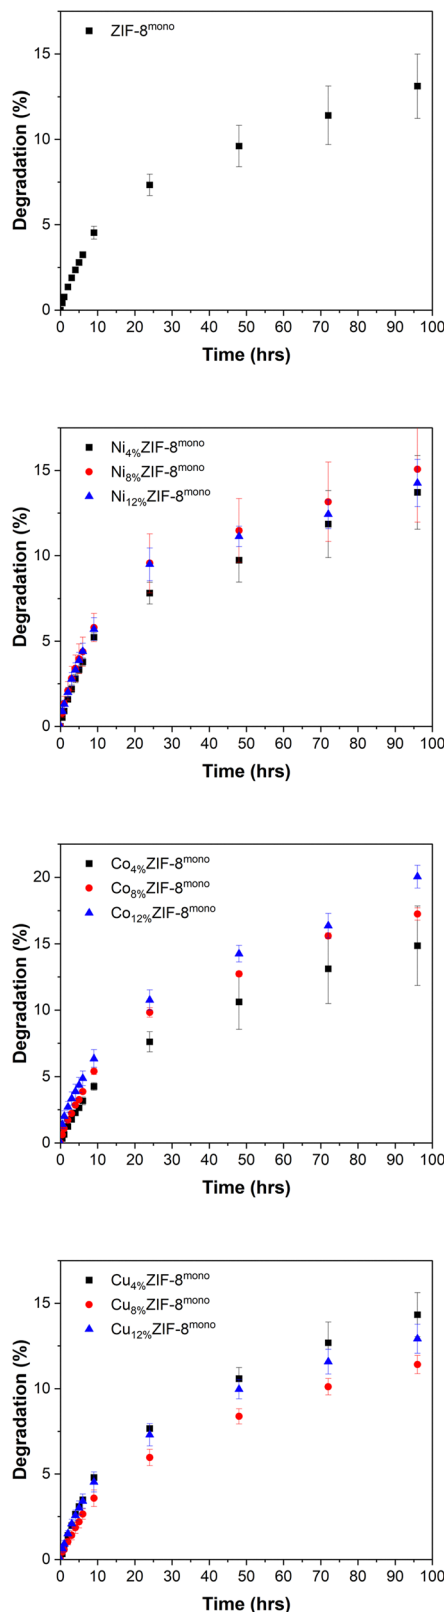 ZIF-8mono
15
10
5
0
Degradation (%)
0 10 20 30 40 50 60 70 80 90 100
Time (hrs)
Ni4%ZIF-8mono
Ni8%ZIF-8mono
Ni12%ZIF-8mono
15
10
5
0
Degradation (%)
0 10 20 30 40 50 60 70 80 90 100
Time (hrs)
Co4%ZIF-8mono
Co8%ZIF-8mono
Co12%ZIF-8mono
20
15
10
5
0
Degradation (%)
0 10 20 30 40 50 60 70 80 90 100
Time (hrs)
Cu4%ZIF-8mono
Cu8%ZIF-8mono
Cu12%ZIF-8mono
15
10
5
0
Degradation (%)
0 10 20 30 40 50 60 70 80 90 100
Time (hrs)